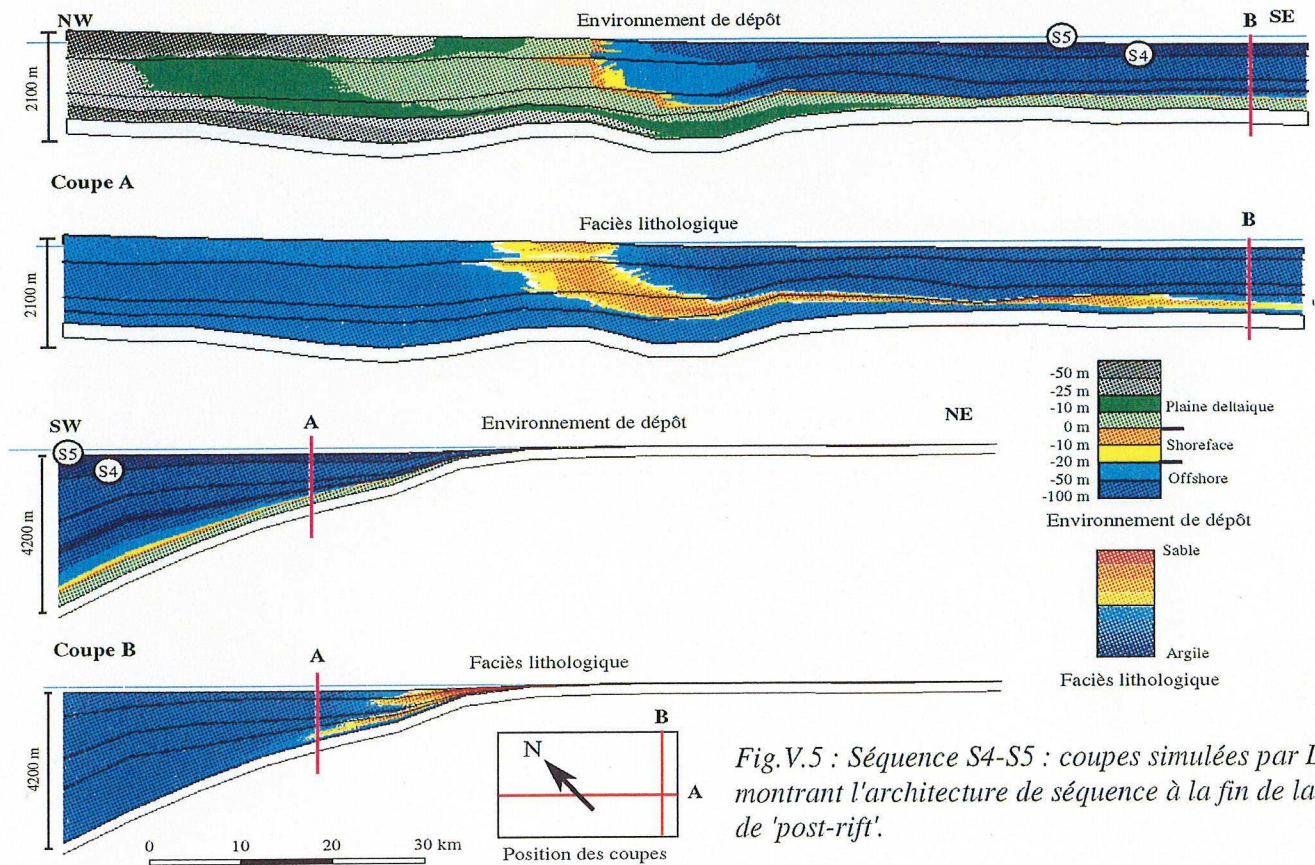 NW
Environnement de dépôt
B SE
S5
S4
2100 m
Coupe A
Faciès lithologique
B
2100 m
-50 m
-25 m
-10 m Plaine deltaique
0 m
-10 m Shoreface
-20 m
-50 m Offshore
-100 m
Environnement de dépôt
SW
A
Environnement de dépôt
NE
S5
S4
4200 m
Sable
Argile
Faciès lithologique
Coupe B
A
Faciès lithologique
4200 m
B
N
A
Position des coupes
0 10 20 30 km
Fig.V.5 : Séquence S4-S5 : coupes simulées par
montrant l'architecture de séquence à la fin de la
de 'post-rift'.